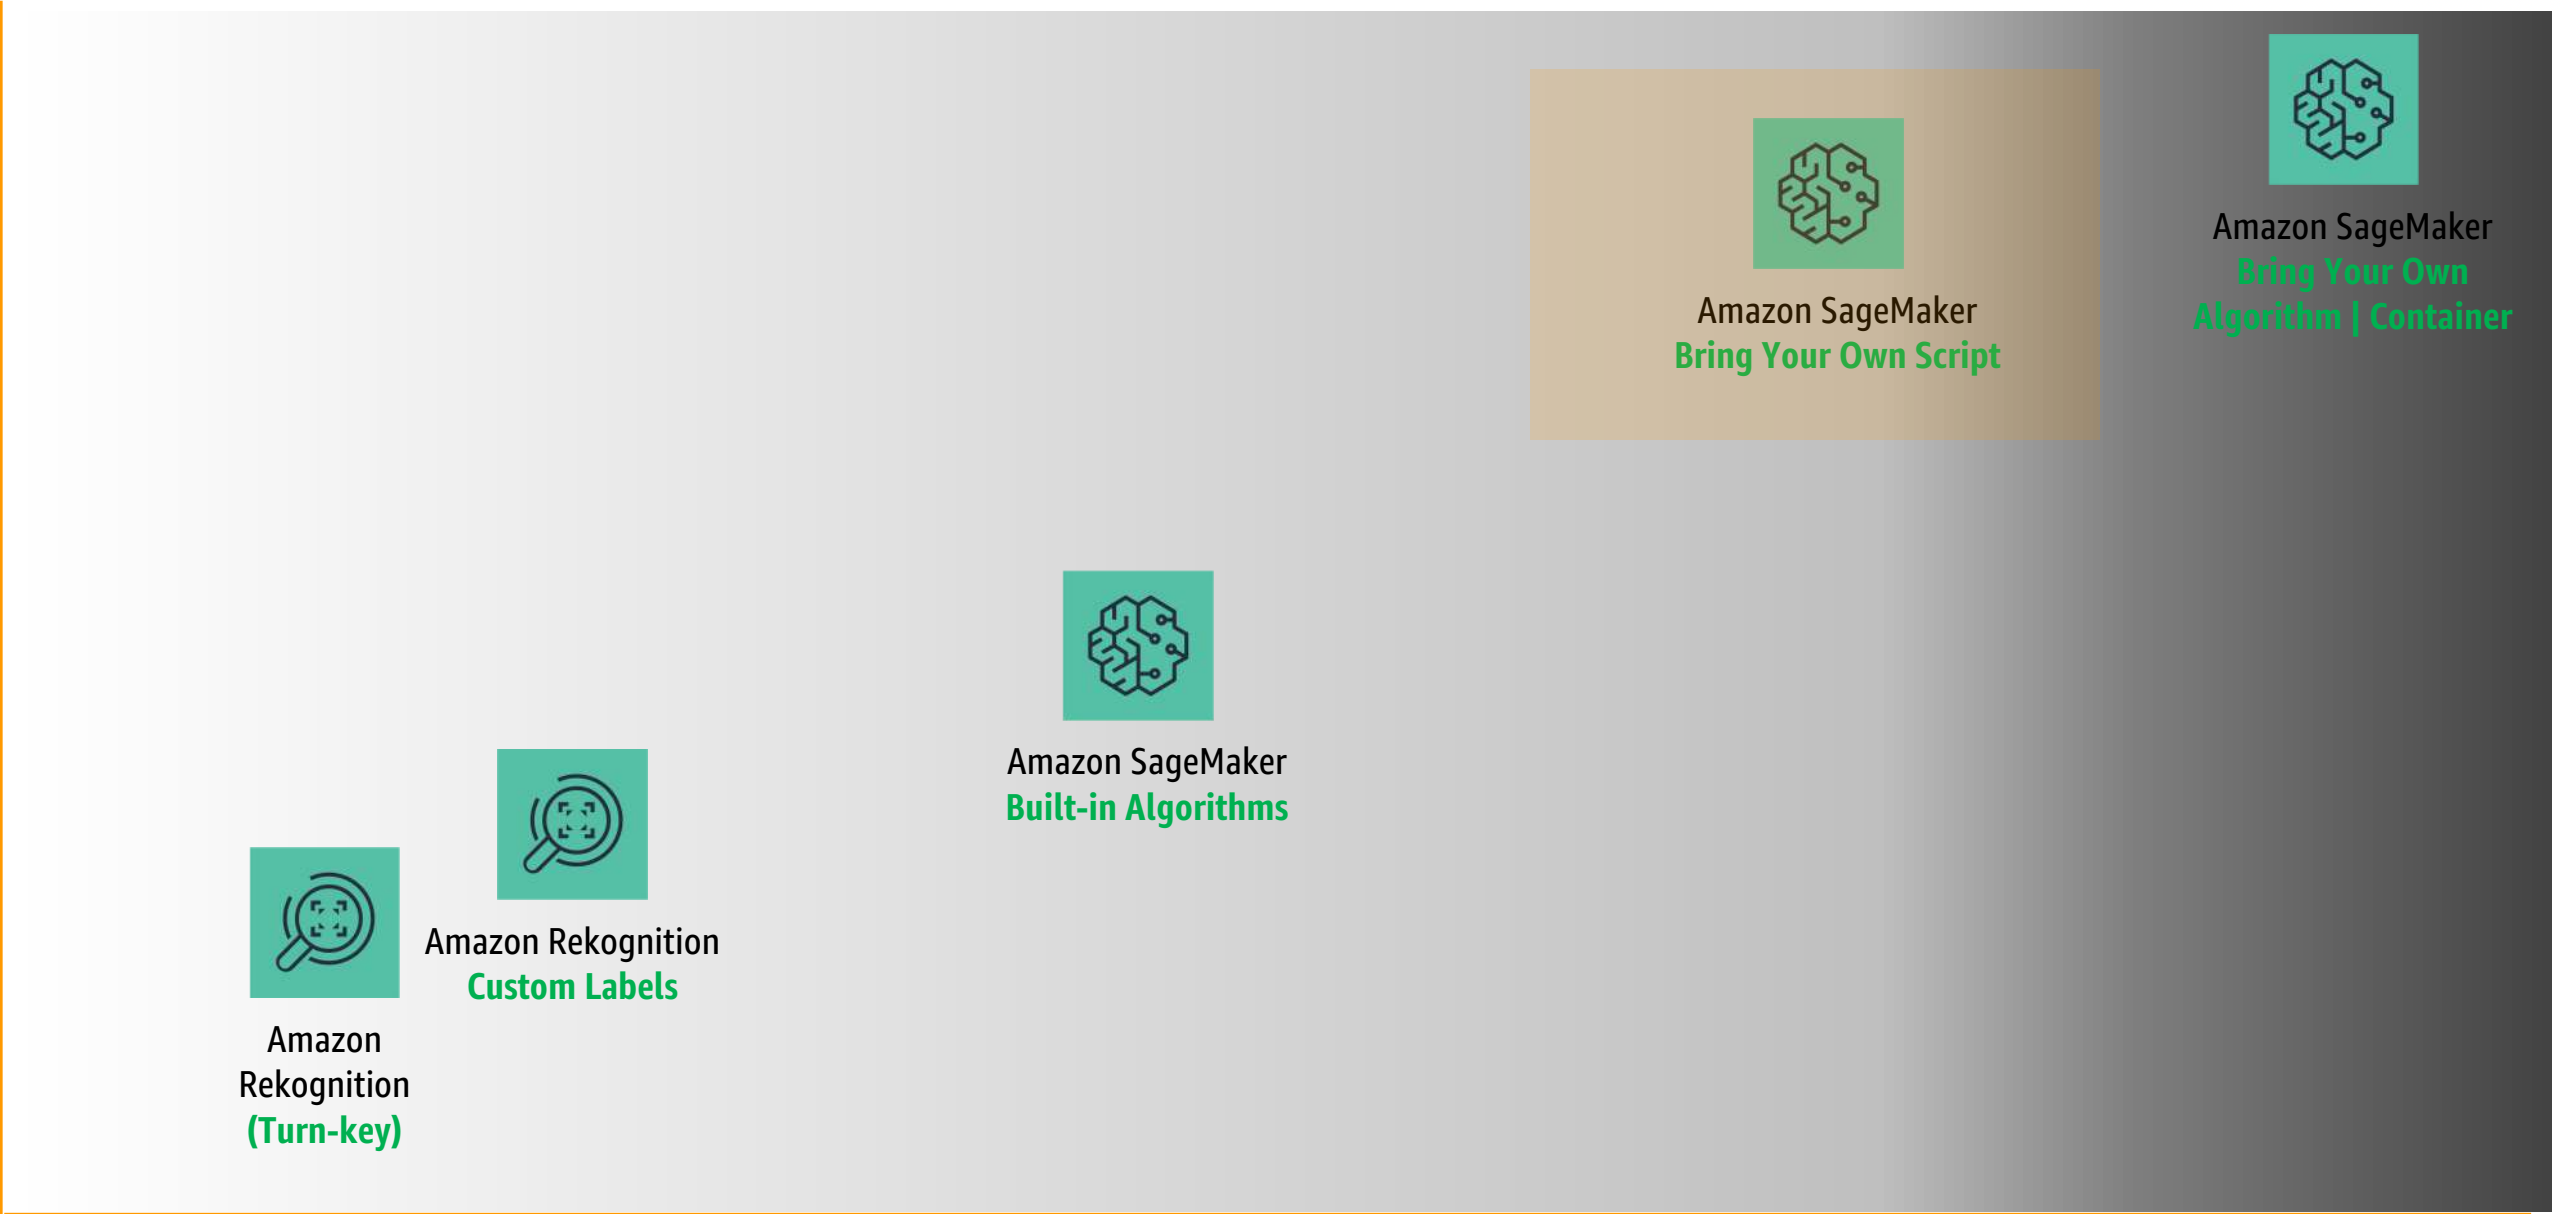 Amazon SageMaker
Bring Your Own
Algorithm | Container
Amazon SageMaker
Bring Your Own Script
Amazon SageMaker
Built-in Algorithms
Amazon Rekognition
Custom Labels
Amazon
Rekognition
(Turn-key)